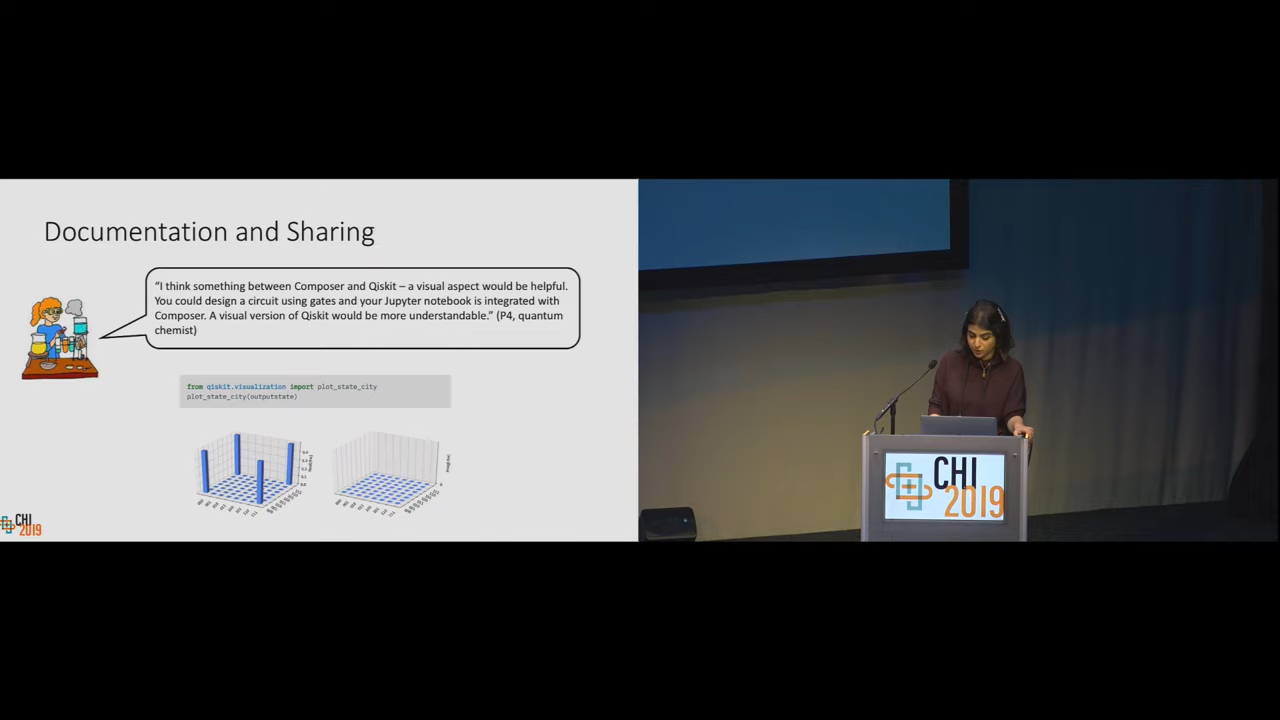 Documentation and Sharing
“I think something between Composer and Qiskit – a visual aspect would be helpful.
You could design a circuit using gates and your Jupyter notebook is integrated with
Composer. A visual version of Qiskit would be more understandable.” (P4, quantum
chemist)
from qiskit.visualization import plot_state_city
plot_state_city(outputstate)
CHI
2019
CHI
2019